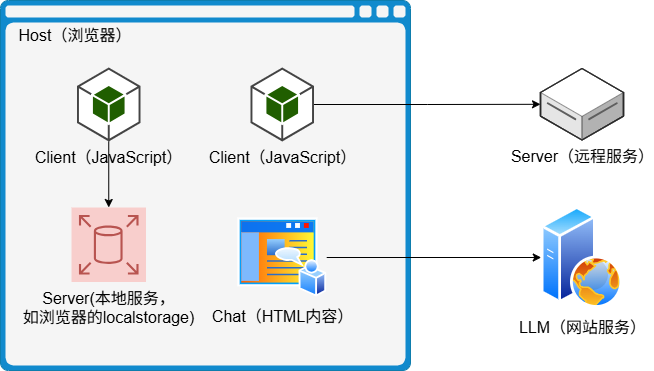 Host（浏览器）
Client（JavaScript）
Client（JavaScript）
Server（远程服务）
Server(本地服务，
如浏览器的localstorage)
Chat（HTML内容）
LLM（网站服务）